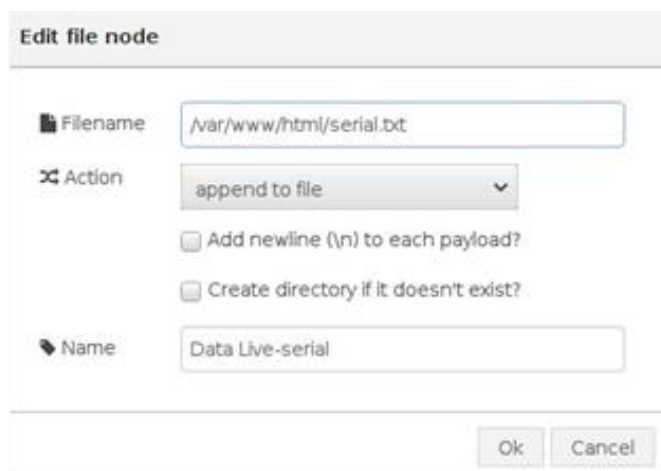 Edit file node
Filename /var/www/html/serial.txt
Action append to file
Add newline (\n) to each payload?
Create directory if it doesn't exist?
Name Data Live-serial
Ok Cancel